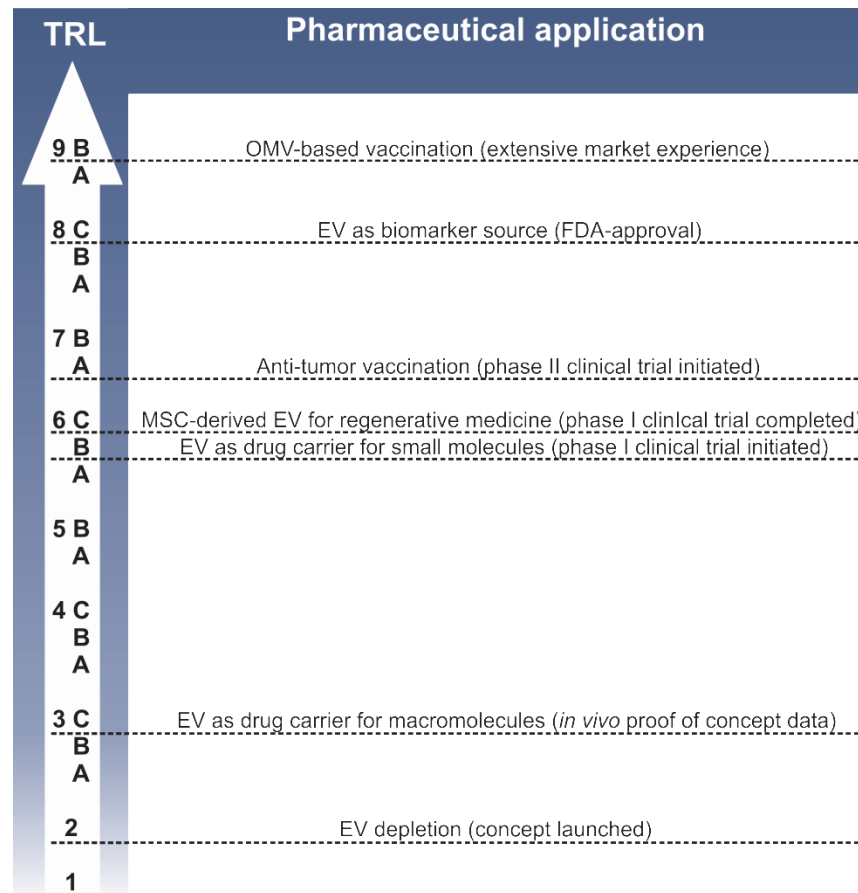 TRL Pharmaceutical application
9 B OMV-based vaccination (extensive market experience)
A
8 C EV as biomarker source (FDA-approval)
B
A
7 B
A Anti-tumor vaccination (phase II clinical trial initiated)
6 C MSC-derived EV for regenerative medicine (phase I clinIcal trial completed)
B EV as drug carrier for small molecules (phase I clinical trial initiated)
A
5 B
A
4 C
B
A
3 C EV as drug carrier for macromolecules (in vivo proof of concept data)
B
A
2 EV depletion (concept launched)
1